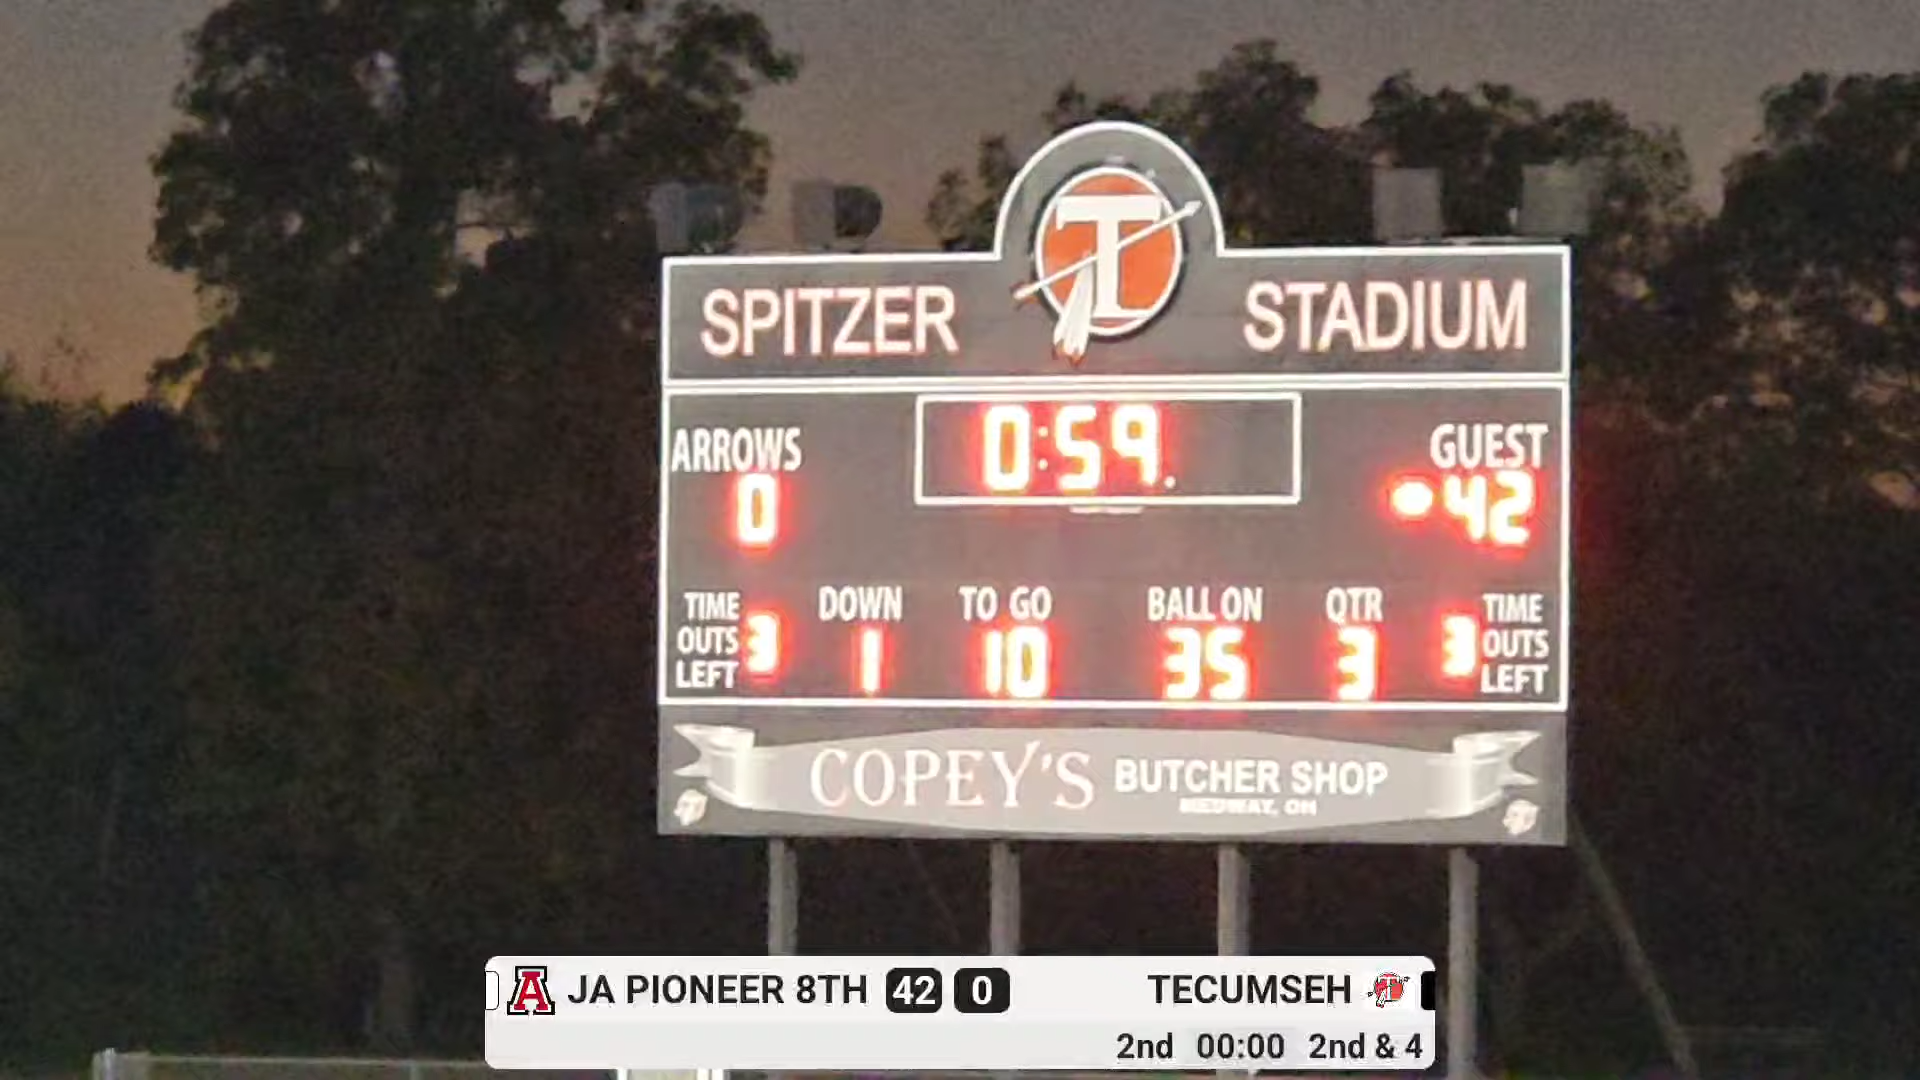 T
SPITZER STADIUM
0:59.
ARROWS GUEST
0 42
TIME OUTS LEFT 3 DOWN 1 TO GO 10 BALL ON 35 QTR 3 3 TIME OUTS LEFT
COPEY'S BUTCHER SHOP
MEDWAY, OH
A JA PIONEER 8TH 42 0 TECUMSEH T
2nd 00:00 2nd & 4